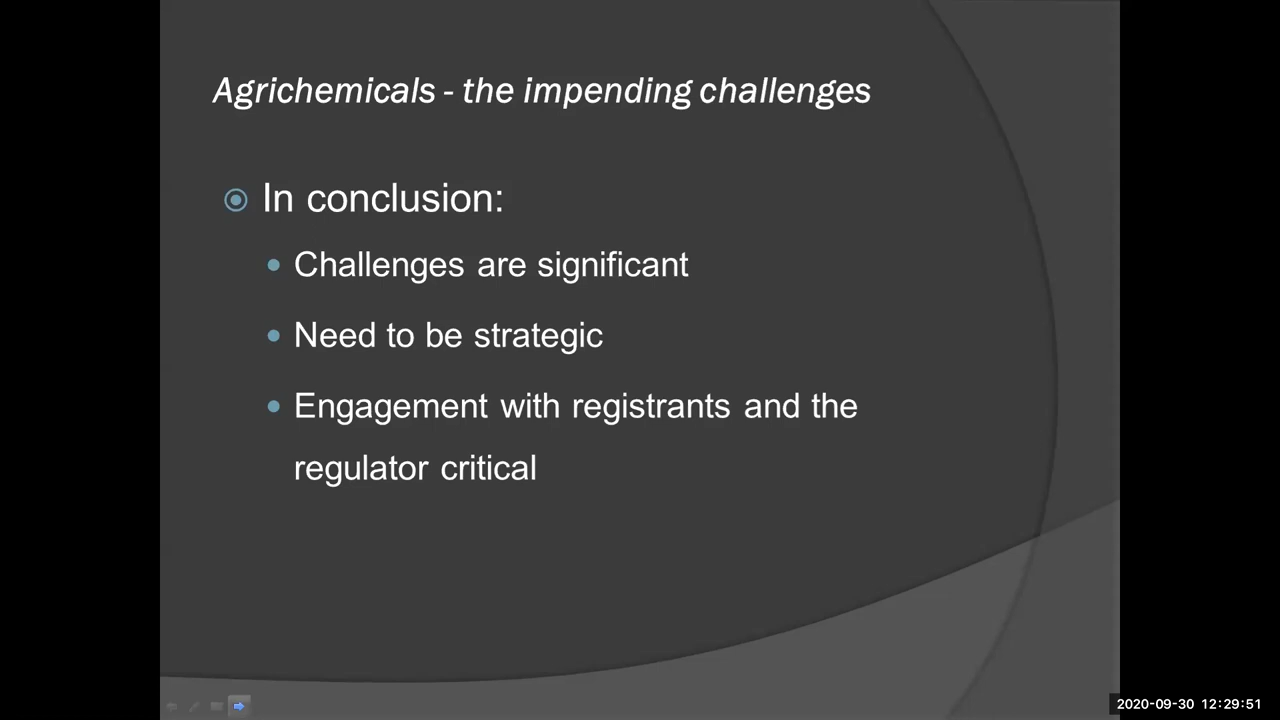 Agrichemicals - the impending challenges
In conclusion:
Challenges are significant
Need to be strategic
Engagement with registrants and the
regulator critical
2020-09-30 12:29:51